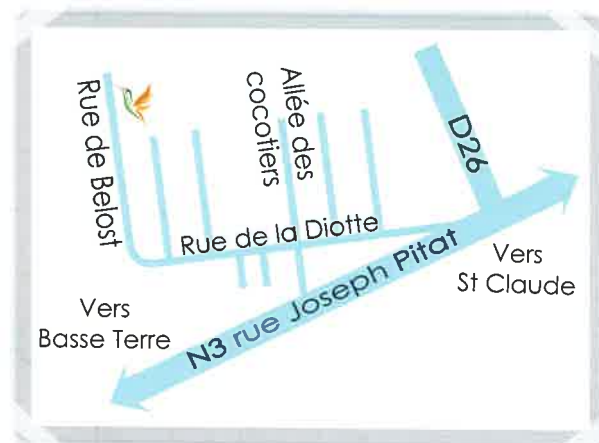 Rue de Belost
Allée des
cocotiers
D26
Rue de la Diotte
N3 rue Joseph Pitat
Vers
St Claude
Vers
Basse Terre